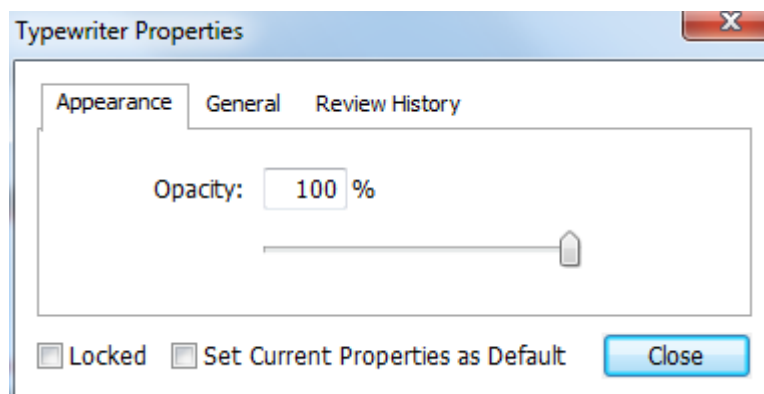 Typewriter Properties
Appearance General Review History
Opacity: 100 %
Locked Set Current Properties as Default Close